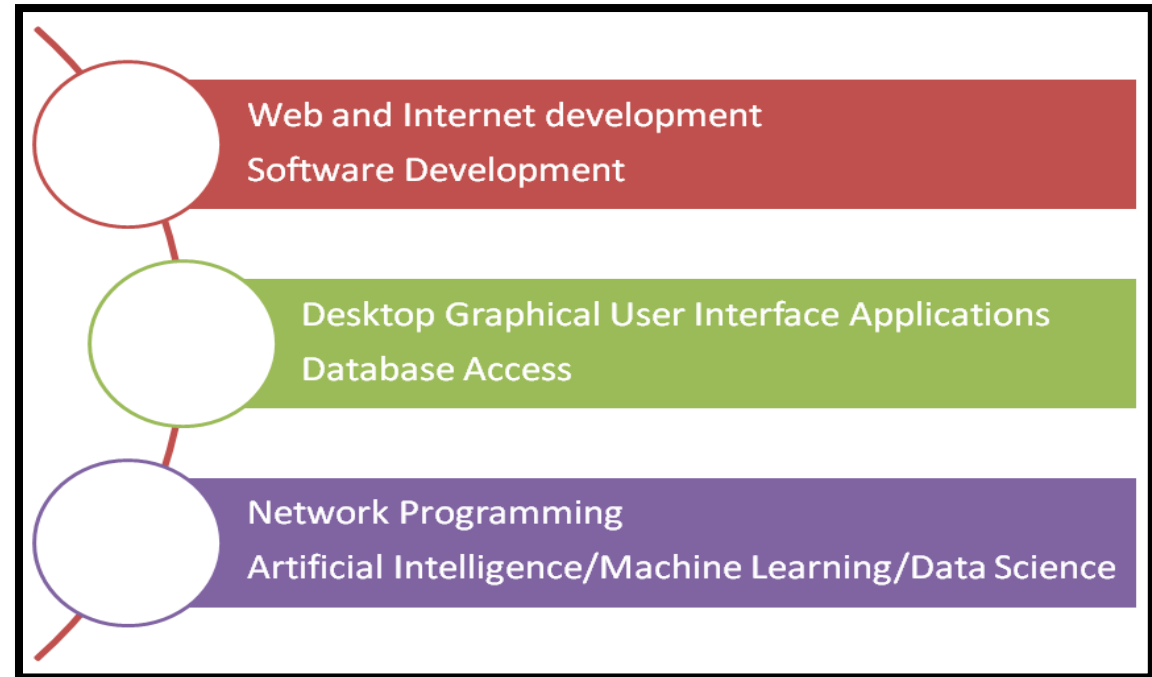 Web and Internet development
Software Development
Desktop Graphical User Interface Applications
Database Access
Network Programming
Artificial Intelligence/Machine Learning/Data Science